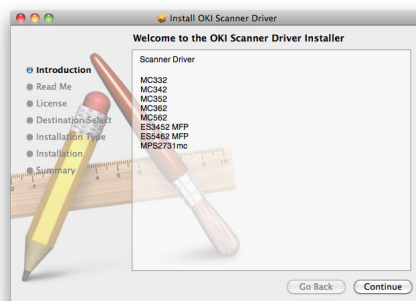 Install OKI Scanner Driver
Welcome to the OKI Scanner Driver Installer
Introduction
Read Me
License
Destination Select
Installation Type
Installation
Summary
Scanner Driver
MC332
MC342
MC352
MC362
MC562
ES3452 MFP
ES5462 MFP
MPS2731mc
Go Back
Continue